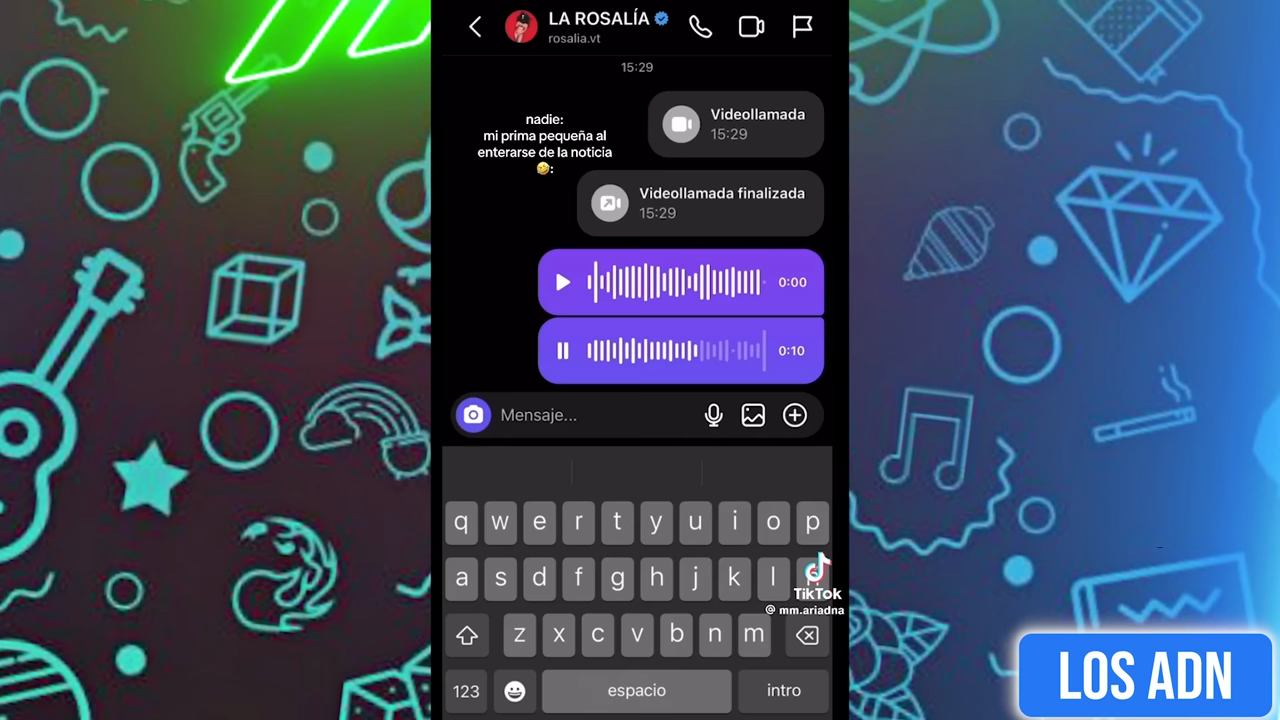 LA ROSALÍA
rosalia.vt
15:29
nadie:
mi prima pequeña al
enterarse de la noticia
🤣:
Videollamada
15:29
Videollamada finalizada
15:29
0:00
0:10
Mensaje...
q w e r t y u i o p
a s d f g h j k l ñ
z x c v b n m
123 espacio intro
TikTok
@ mm.ariadna
LOS ADN